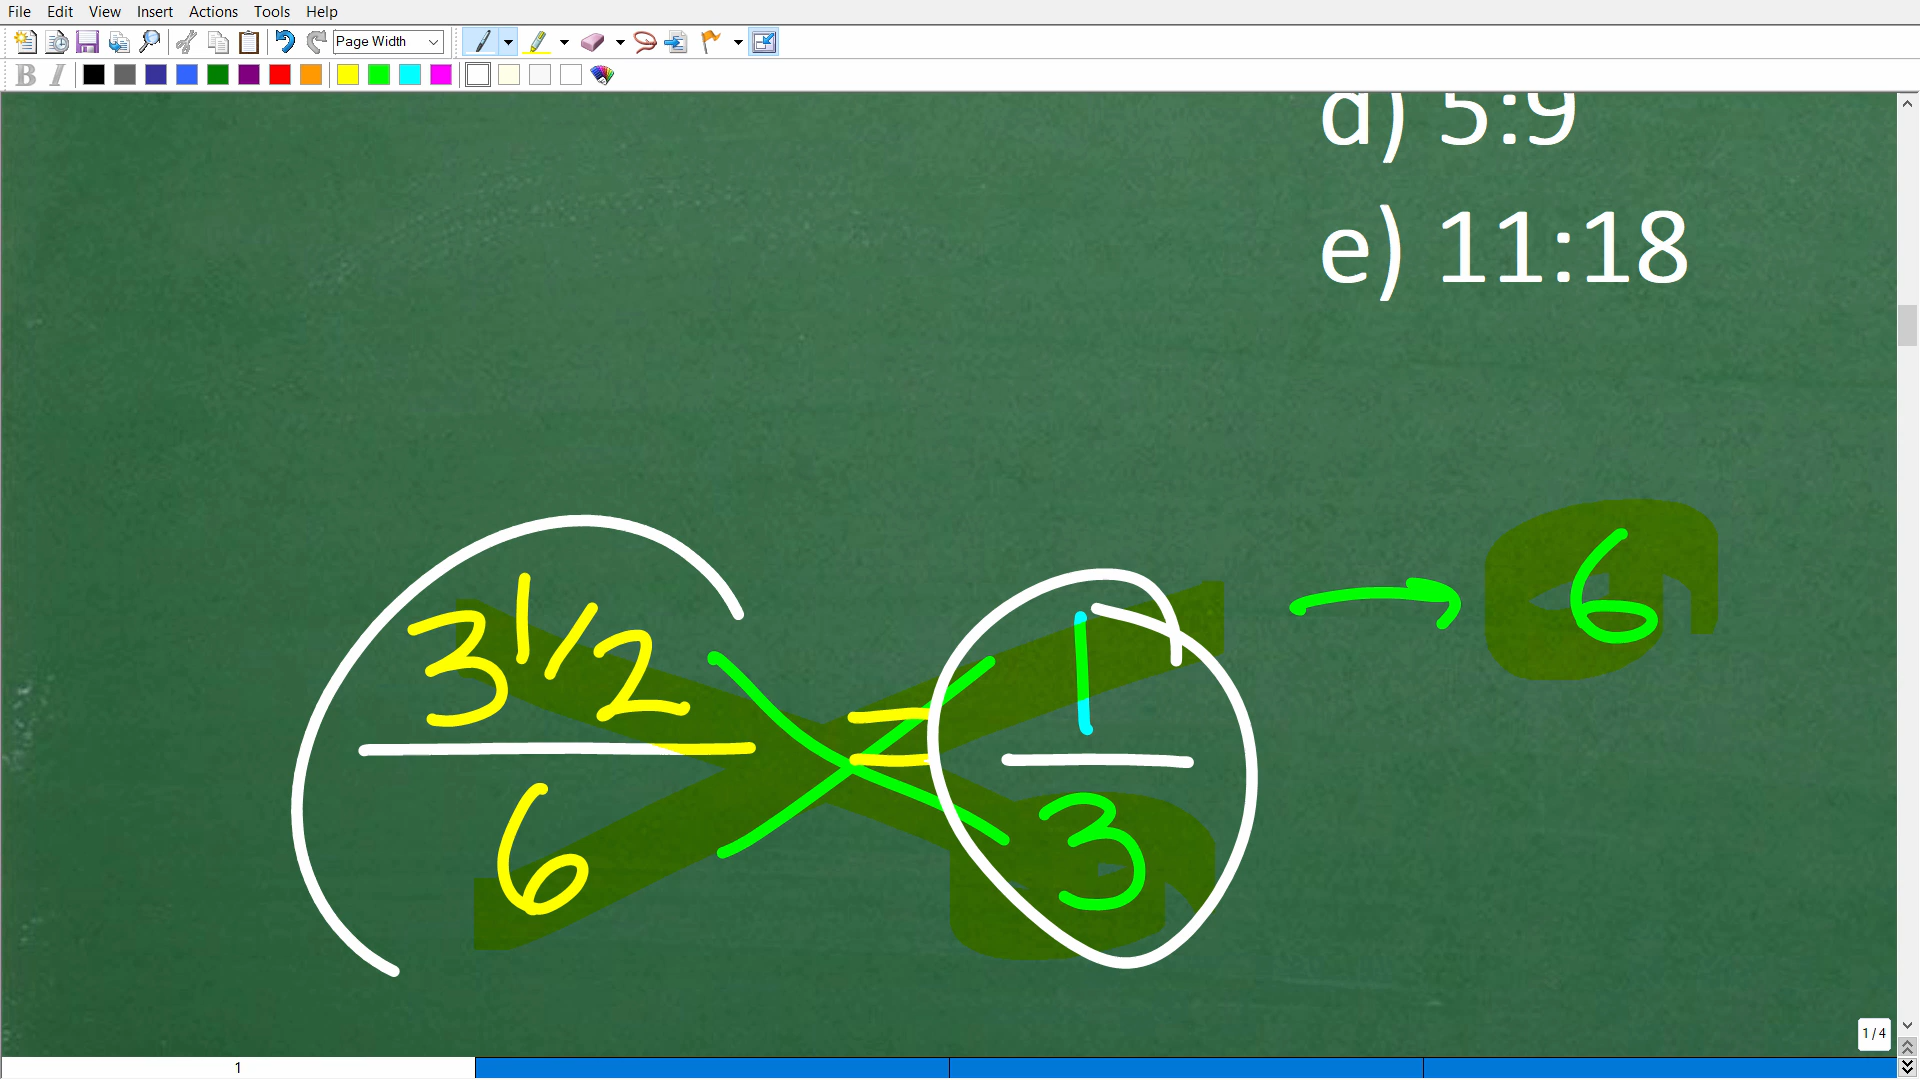 File Edit View Insert Actions Tools Help
Page Width
B I
d) 5:9
e) 11:18
3 1/2
6
=
1
3
6
1 / 4
1